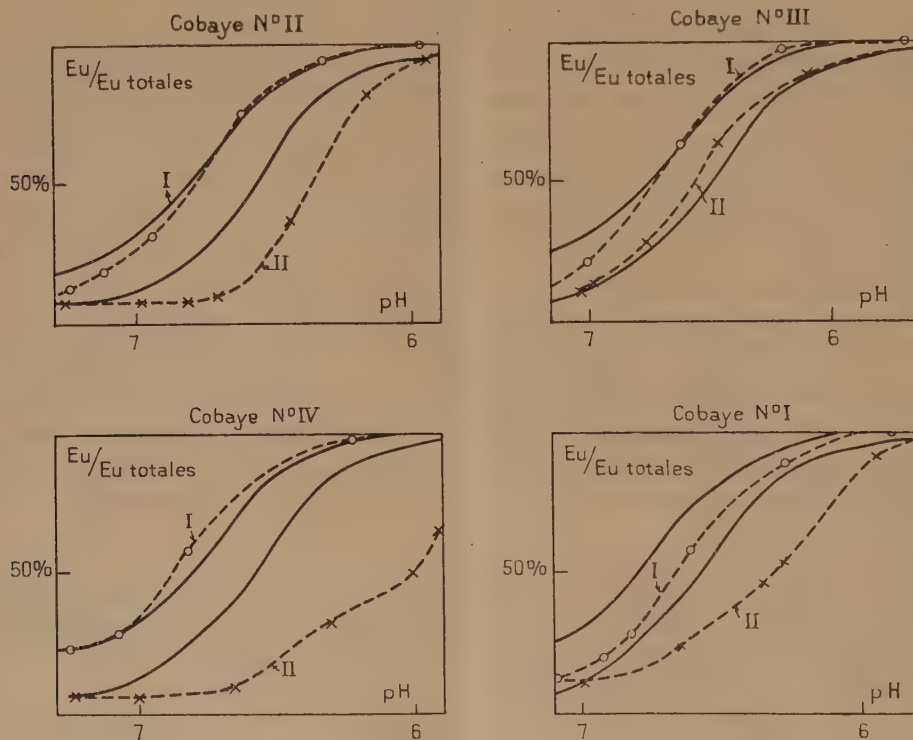 Cobaye N°II
Eu/Eu totales
50%
I
II
pH
7 6
Cobaye N°III
Eu/Eu totales
50%
I
II
pH
7 6
Cobaye N°IV
Eu/Eu totales
50%
I
II
pH
7 6
Cobaye N°I
Eu/Eu totales
50%
I
II
pH
7 6